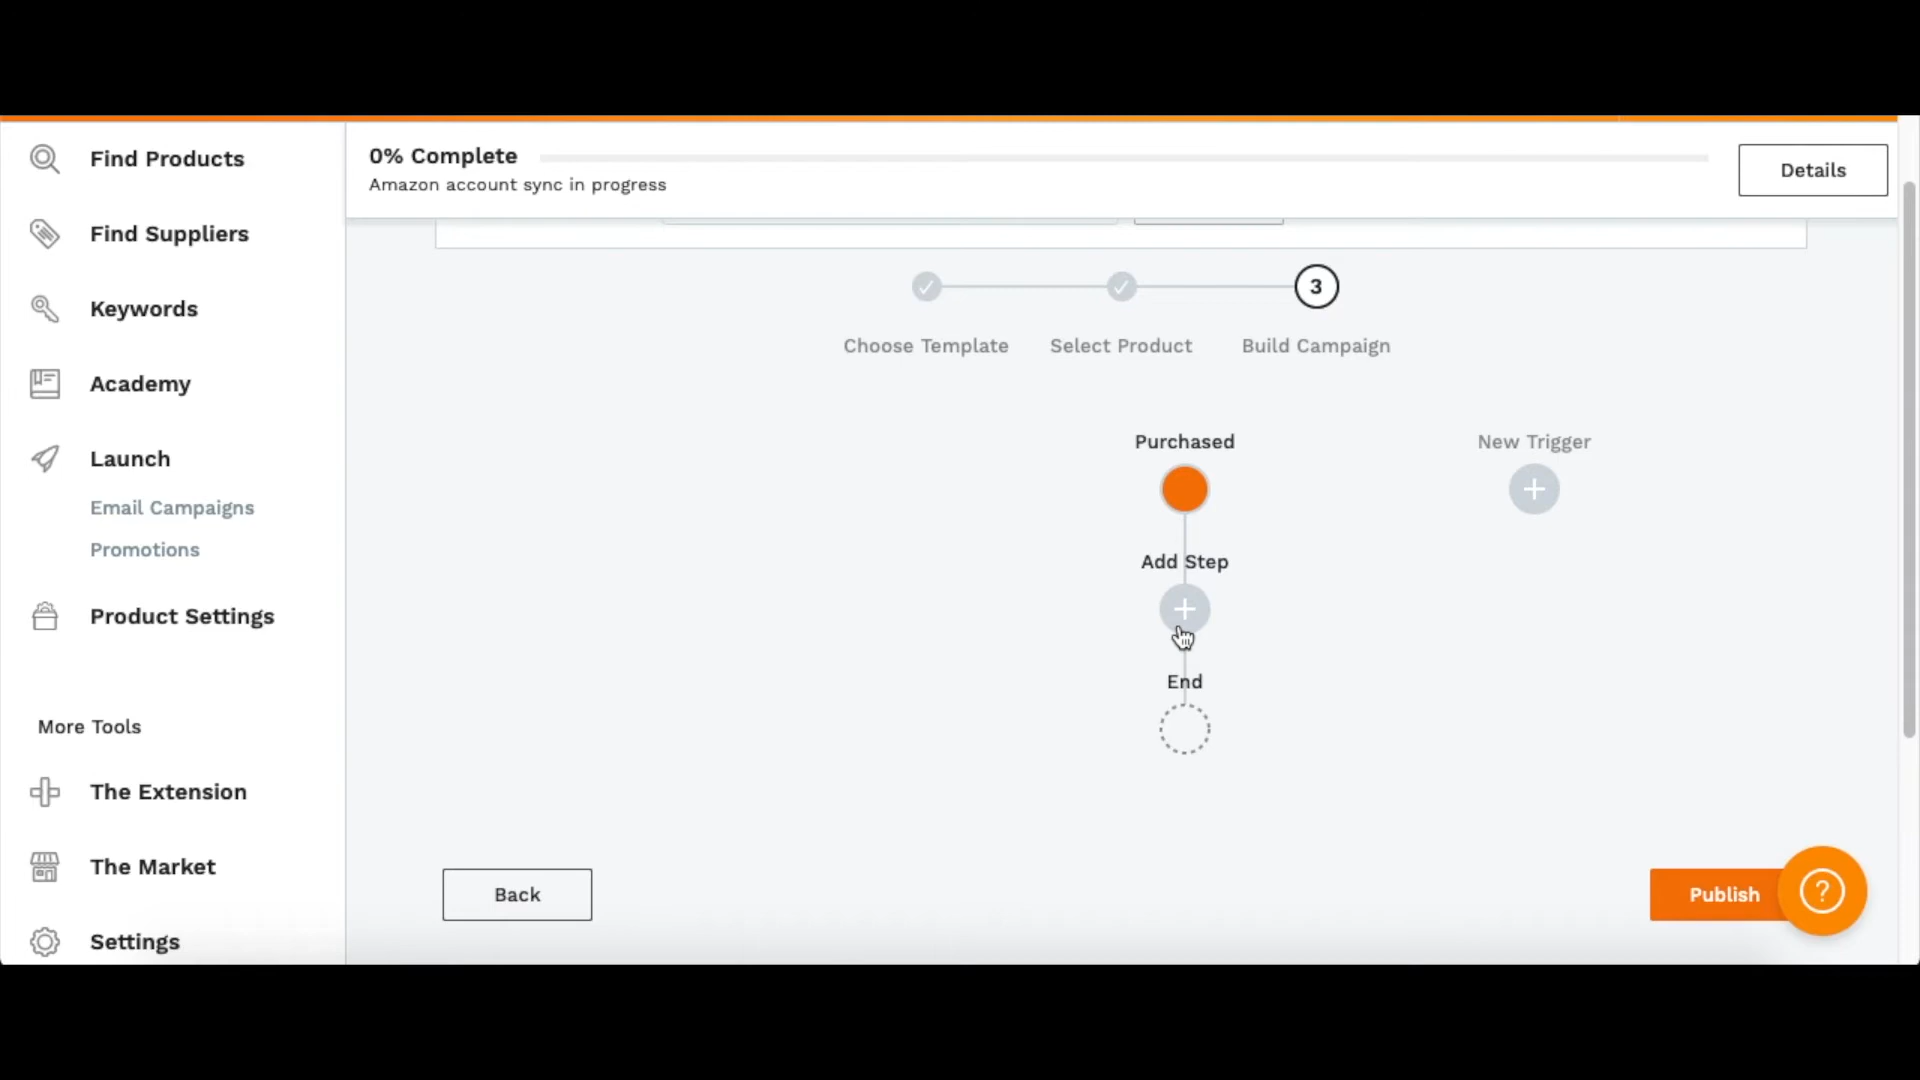 Find Products
Find Suppliers
Keywords
Academy
Launch
Email Campaigns
Promotions
Product Settings
More Tools
The Extension
The Market
Settings
0% Complete
Amazon account sync in progress
Details
3
Choose Template
Select Product
Build Campaign
Purchased
New Trigger
Add Step
End
Back
Publish
?